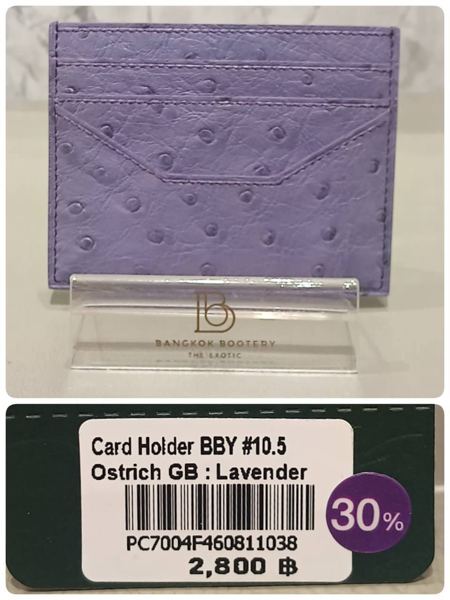 B
BANGKOK BOOTERY
THE EXOTIC
Card Holder BBY #10.5
Ostrich GB : Lavender
PC7004F460811038
2,800 ฿
30%